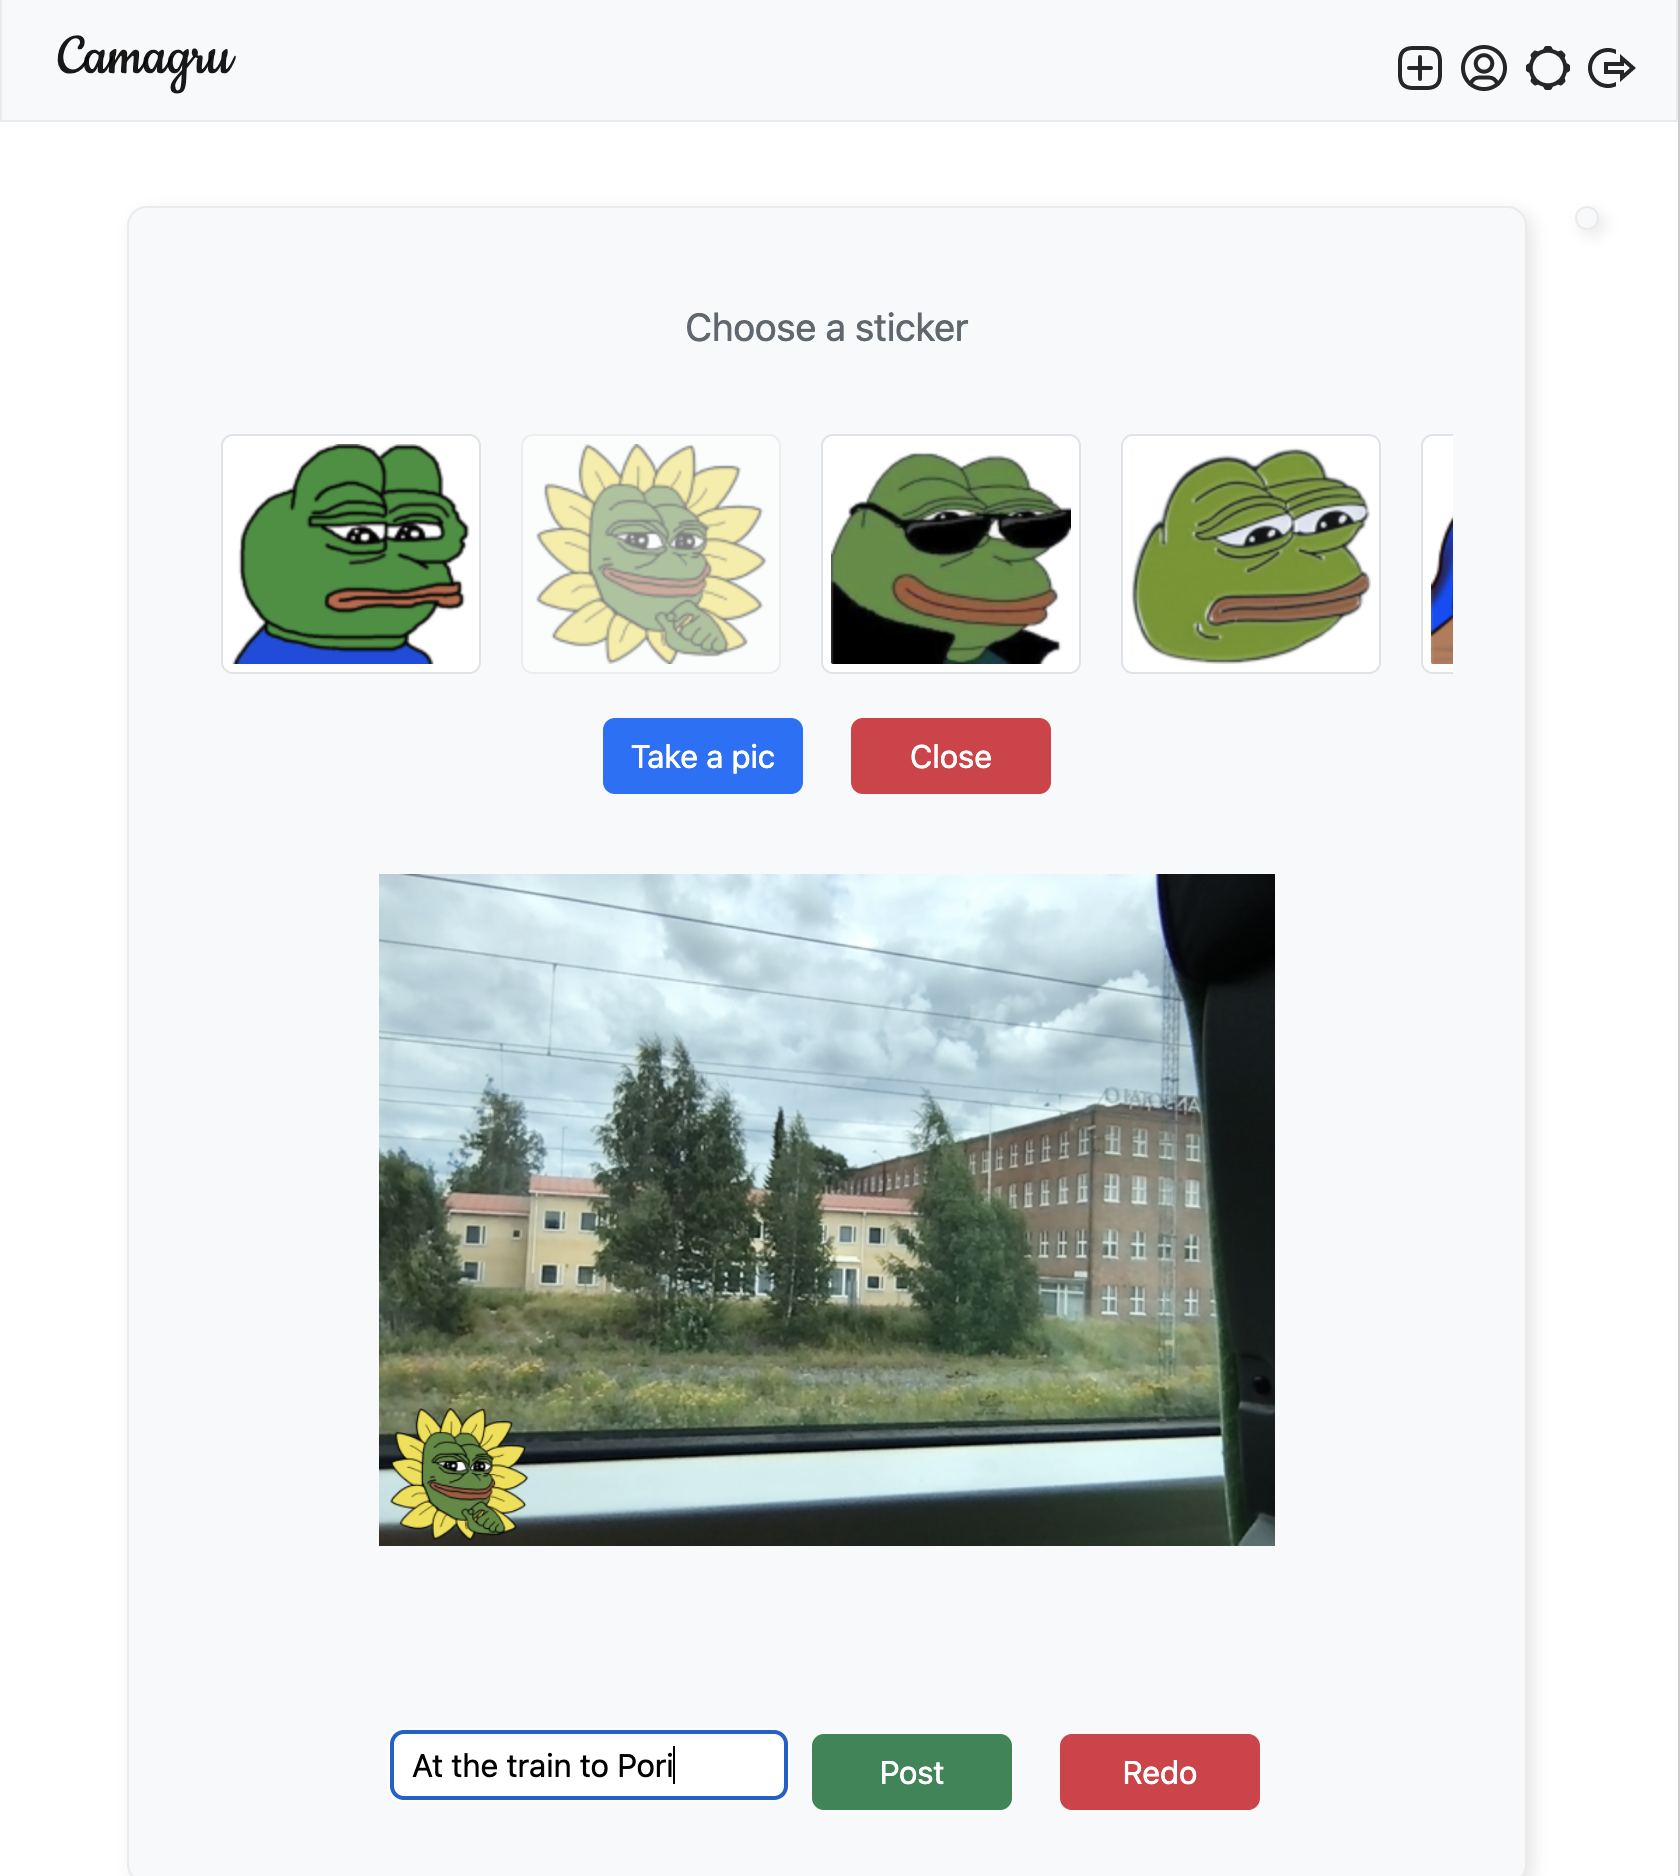 Camagru
Choose a sticker
Take a pic
Close
At the train to Pori
Post
Redo